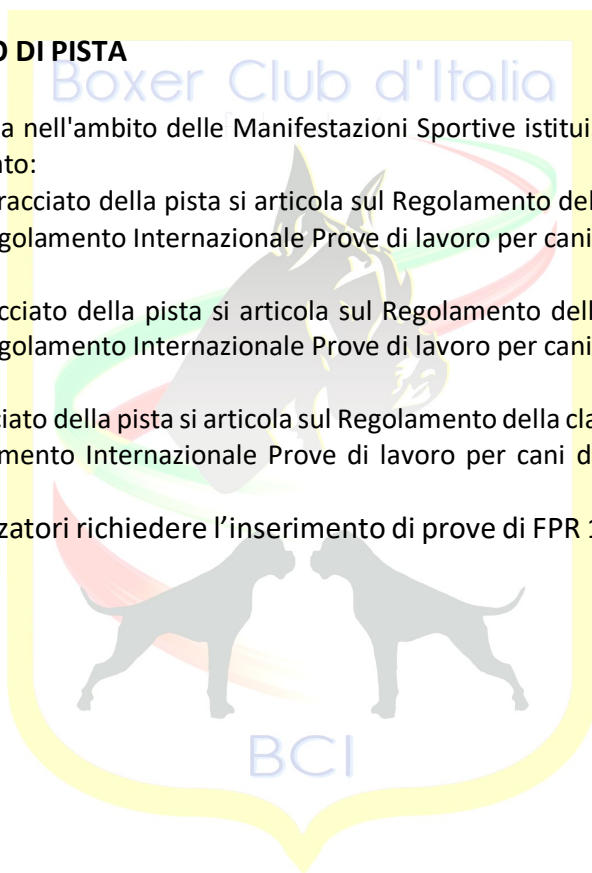 O DI PISTA
Boxer Club d'Italia
a nell'ambito delle Manifestazioni Sportive istitui
nto:
racciato della pista si articola sul Regolamento del
golamento Internazionale Prove di lavoro per cani
cciato della pista si articola sul Regolamento dell
golamento Internazionale Prove di lavoro per cani
ciato della pista si articola sul Regolamento della cla
mento Internazionale Prove di lavoro per cani d
zatori richiedere l’inserimento di prove di FPR 1
BCI